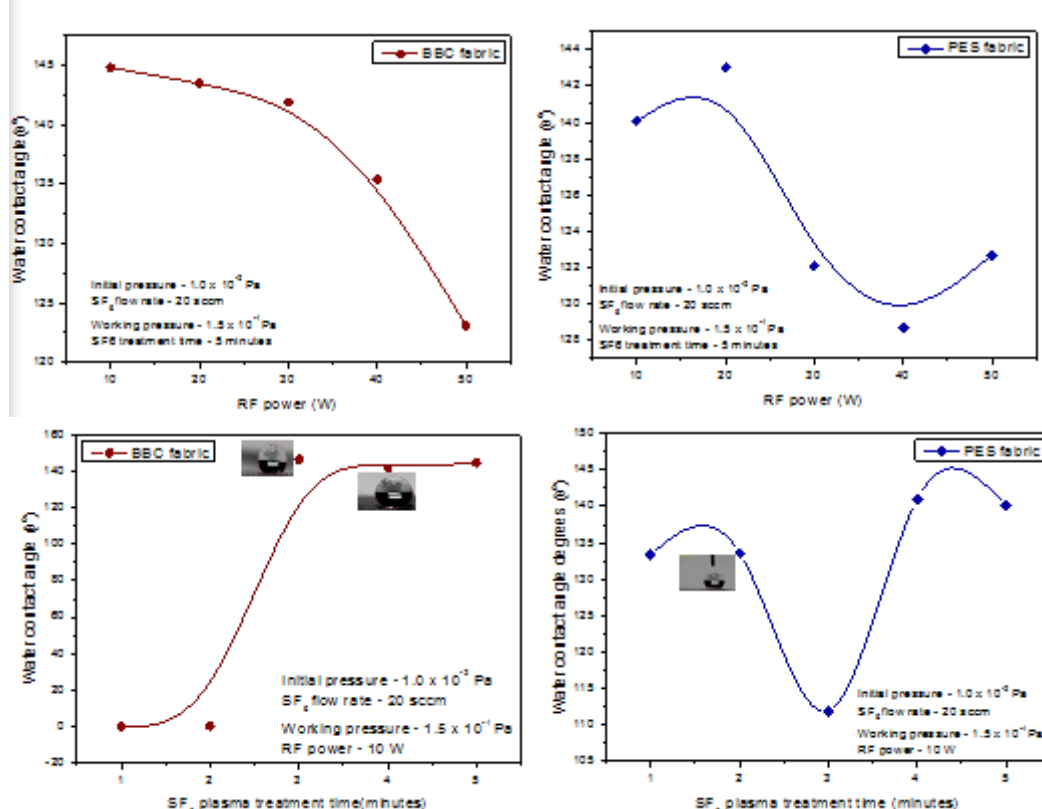 BBC fabric
145
140
135
130
125
120
Water contact angle (θ°)
Initial pressure - 1.0 x 10⁻³ Pa
SF₆ flow rate - 20 sccm
Working pressure - 1.5 x 10⁻¹ Pa
SF6 treatment time - 5 minutes
10 20 30 40 50
RF power (W)
PES fabric
144
142
140
138
136
134
132
130
128
Water contact angle (θ°)
Initial pressure - 1.0 x 10⁻³ Pa
SF₆ flow rate - 20 sccm
Working pressure - 1.5 x 10⁻¹ Pa
SF6 treatment time - 5 minutes
10 20 30 40 50
RF power (W)
BBC fabric
160
140
120
100
80
60
40
20
0
-20
Water contact angle (θ°)
Initial pressure - 1.0 x 10⁻³ Pa
SF₆ flow rate - 20 sccm
Working pressure - 1.5 x 10⁻¹ Pa
RF power - 10 W
1 2 3 4 5
SF₆ plasma treatment time(minutes)
PES fabric
150
145
140
135
130
125
120
115
110
105
Water contact angle degrees (θ°)
Initial pressure - 1.0 x 10⁻³ Pa
SF₆ flow rate - 20 sccm
Working pressure - 1.5 x 10⁻¹ Pa
RF power - 10 W
1 2 3 4 5
SF₆ plasma treatment time (minutes)